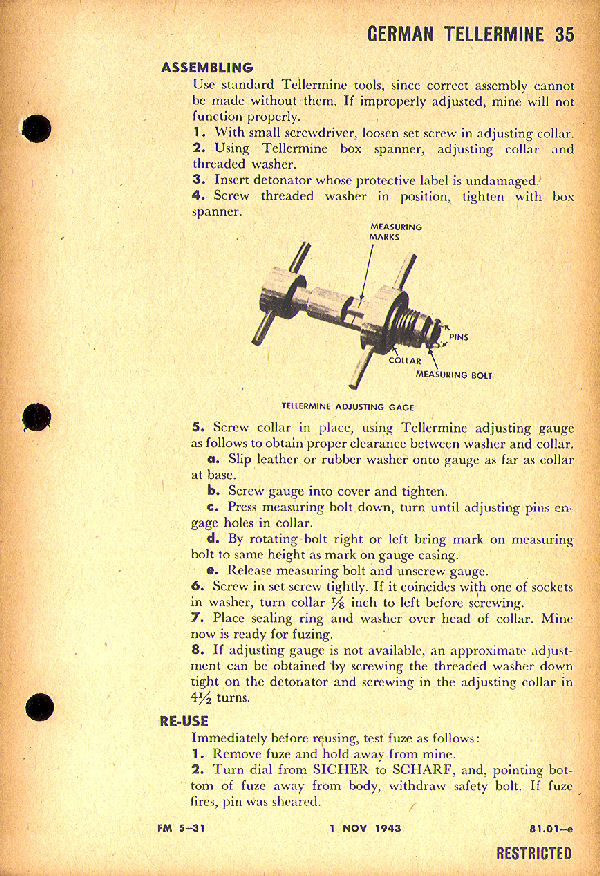 GERMAN TELLERMINE 35
ASSEMBLING
Use standard Tellermine tools, since correct assembly cannot
be made without them. If improperly adjusted, mine will not
function properly.
1. With small screwdriver, loosen set screw in adjusting collar.
2. Using Tellermine box spanner, adjusting collar and
threaded washer.
3. Insert detonator whose protective label is undamaged.
4. Screw threaded washer in position, tighten with box
spanner.
MEASURING
MARKS
PINS
COLLAR
MEASURING BOLT
TELLERMINE ADJUSTING GAGE
5. Screw collar in place, using Tellermine adjusting gauge
as follows to obtain proper clearance between washer and collar.
a. Slip leather or rubber washer onto gauge as far as collar
at base.
b. Screw gauge into cover and tighten.
c. Press measuring bolt down, turn until adjusting pins en-
gage holes in collar.
d. By rotating bolt right or left bring mark on measuring
bolt to same height as mark on gauge casing.
e. Release measuring bolt and unscrew gauge.
6. Screw in set screw tightly. If it coincides with one of sockets
in washer, turn collar ⅛ inch to left before screwing.
7. Place sealing ring and washer over head of collar. Mine
now is ready for fuzing.
8. If adjusting gauge is not available, an approximate adjust-
ment can be obtained by screwing the threaded washer down
tight on the detonator and screwing in the adjusting collar in
4½ turns.
RE-USE
Immediately before reusing, test fuze as follows:
1. Remove fuze and hold away from mine.
2. Turn dial from SICHER to SCHARF, and, pointing bot-
tom of fuze away from body, withdraw safety bolt. If fuze
fires, pin was sheared.
FM 5–31 1 NOV 1943 81.01–e
RESTRICTED